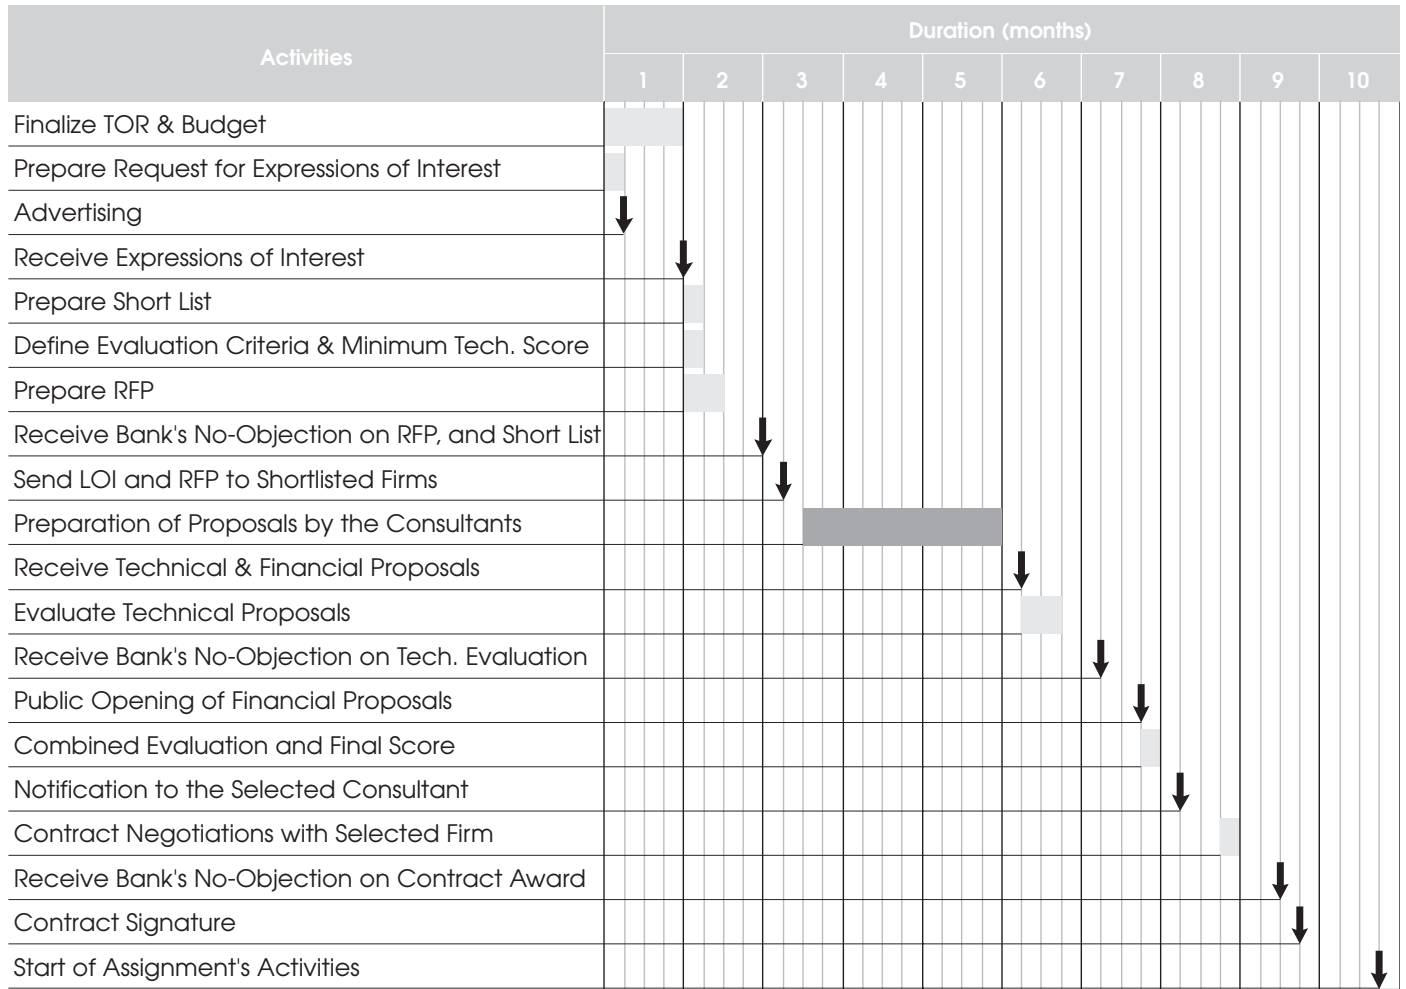 Activities
Duration (months)
1 2 3 4 5 6 7 8 9 10
Finalize TOR & Budget
Prepare Request for Expressions of Interest
Advertising
Receive Expressions of Interest
Prepare Short List
Define Evaluation Criteria & Minimum Tech. Score
Prepare RFP
Receive Bank's No-Objection on RFP, and Short List
Send LOI and RFP to Shortlisted Firms
Preparation of Proposals by the Consultants
Receive Technical & Financial Proposals
Evaluate Technical Proposals
Receive Bank's No-Objection on Tech. Evaluation
Public Opening of Financial Proposals
Combined Evaluation and Final Score
Notification to the Selected Consultant
Contract Negotiations with Selected Firm
Receive Bank's No-Objection on Contract Award
Contract Signature
Start of Assignment's Activities